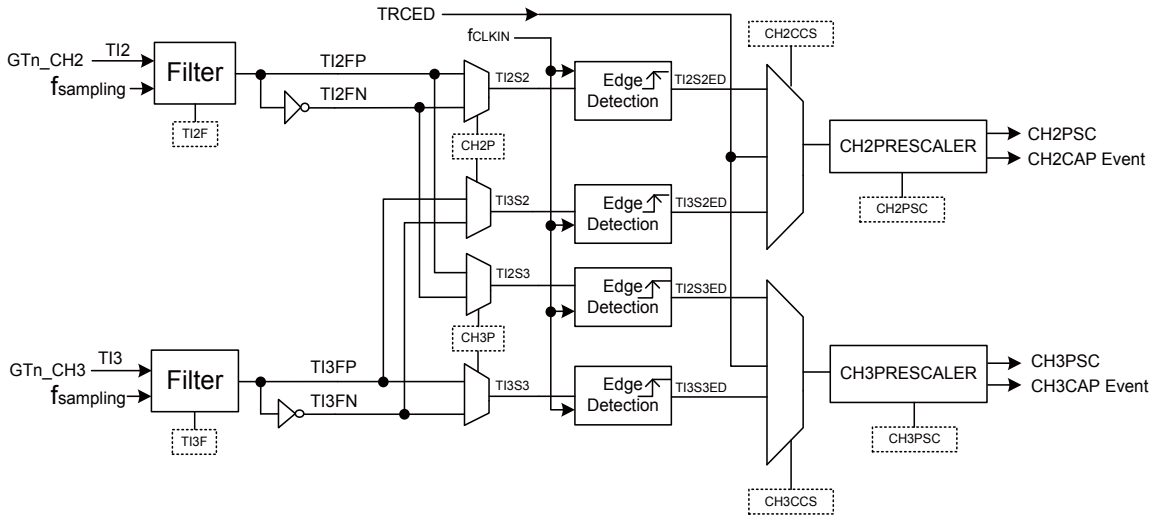 TRCED
fCLKIN
CH2CCS
GTn_CH2
TI2
fsampling
Filter
TI2F
TI2FP
TI2FN
CH2P
TI2S2
Edge
Detection
TI2S2ED
TI3S2
Edge
Detection
TI3S2ED
CH2PRESCALER
CH2PSC
CH2PSC
CH2CAP Event
TI2S3
Edge
Detection
TI2S3ED
CH3P
GTn_CH3
TI3
fsampling
Filter
TI3F
TI3FP
TI3FN
TI3S3
Edge
Detection
TI3S3ED
CH3PRESCALER
CH3PSC
CH3PSC
CH3CAP Event
CH3CCS